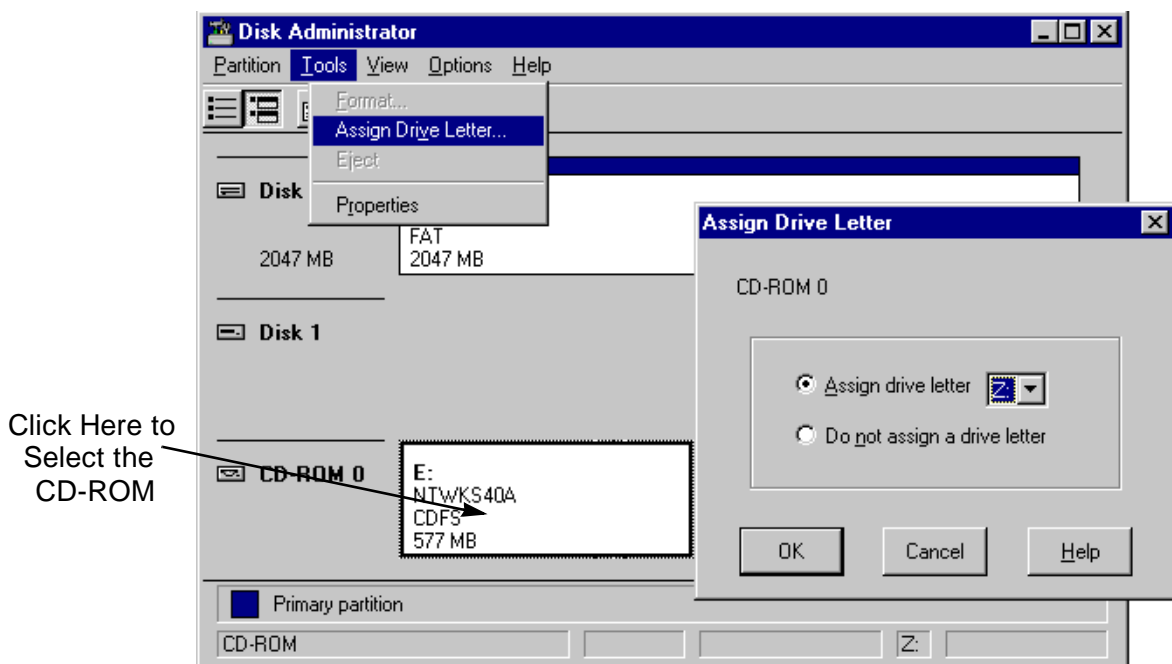 Disk Administrator
Partition Tools View Options Help
Format...
Assign Drive Letter...
Eject
Properties
Disk
2047 MB
FAT
2047 MB
Disk 1
CD-ROM 0
E:
NTWKS40A
CDFS
577 MB
Primary partition
CD-ROM
Z:
Click Here to
Select the
CD-ROM
Assign Drive Letter
CD-ROM 0
Assign drive letter Z:
Do not assign a drive letter
OK Cancel Help